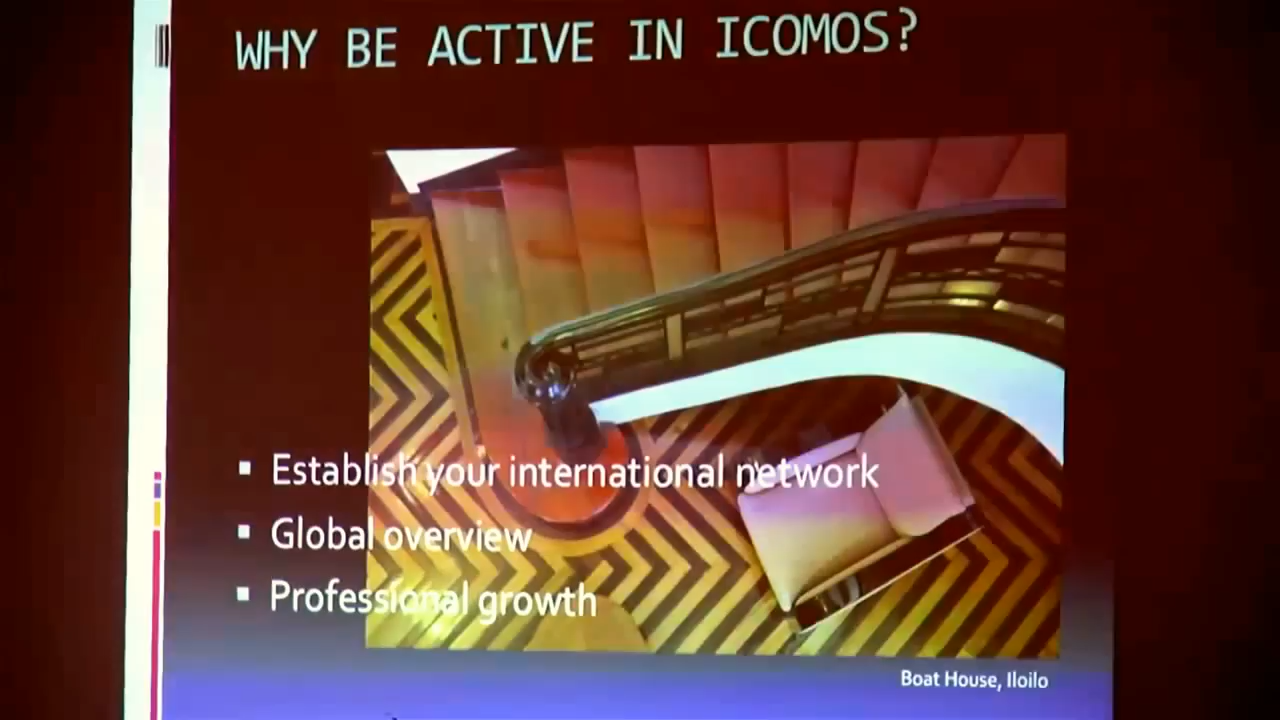 WHY BE ACTIVE IN ICOMOS?
▪ Establish your international network
▪ Global overview
▪ Professional growth
Boat House, Iloilo